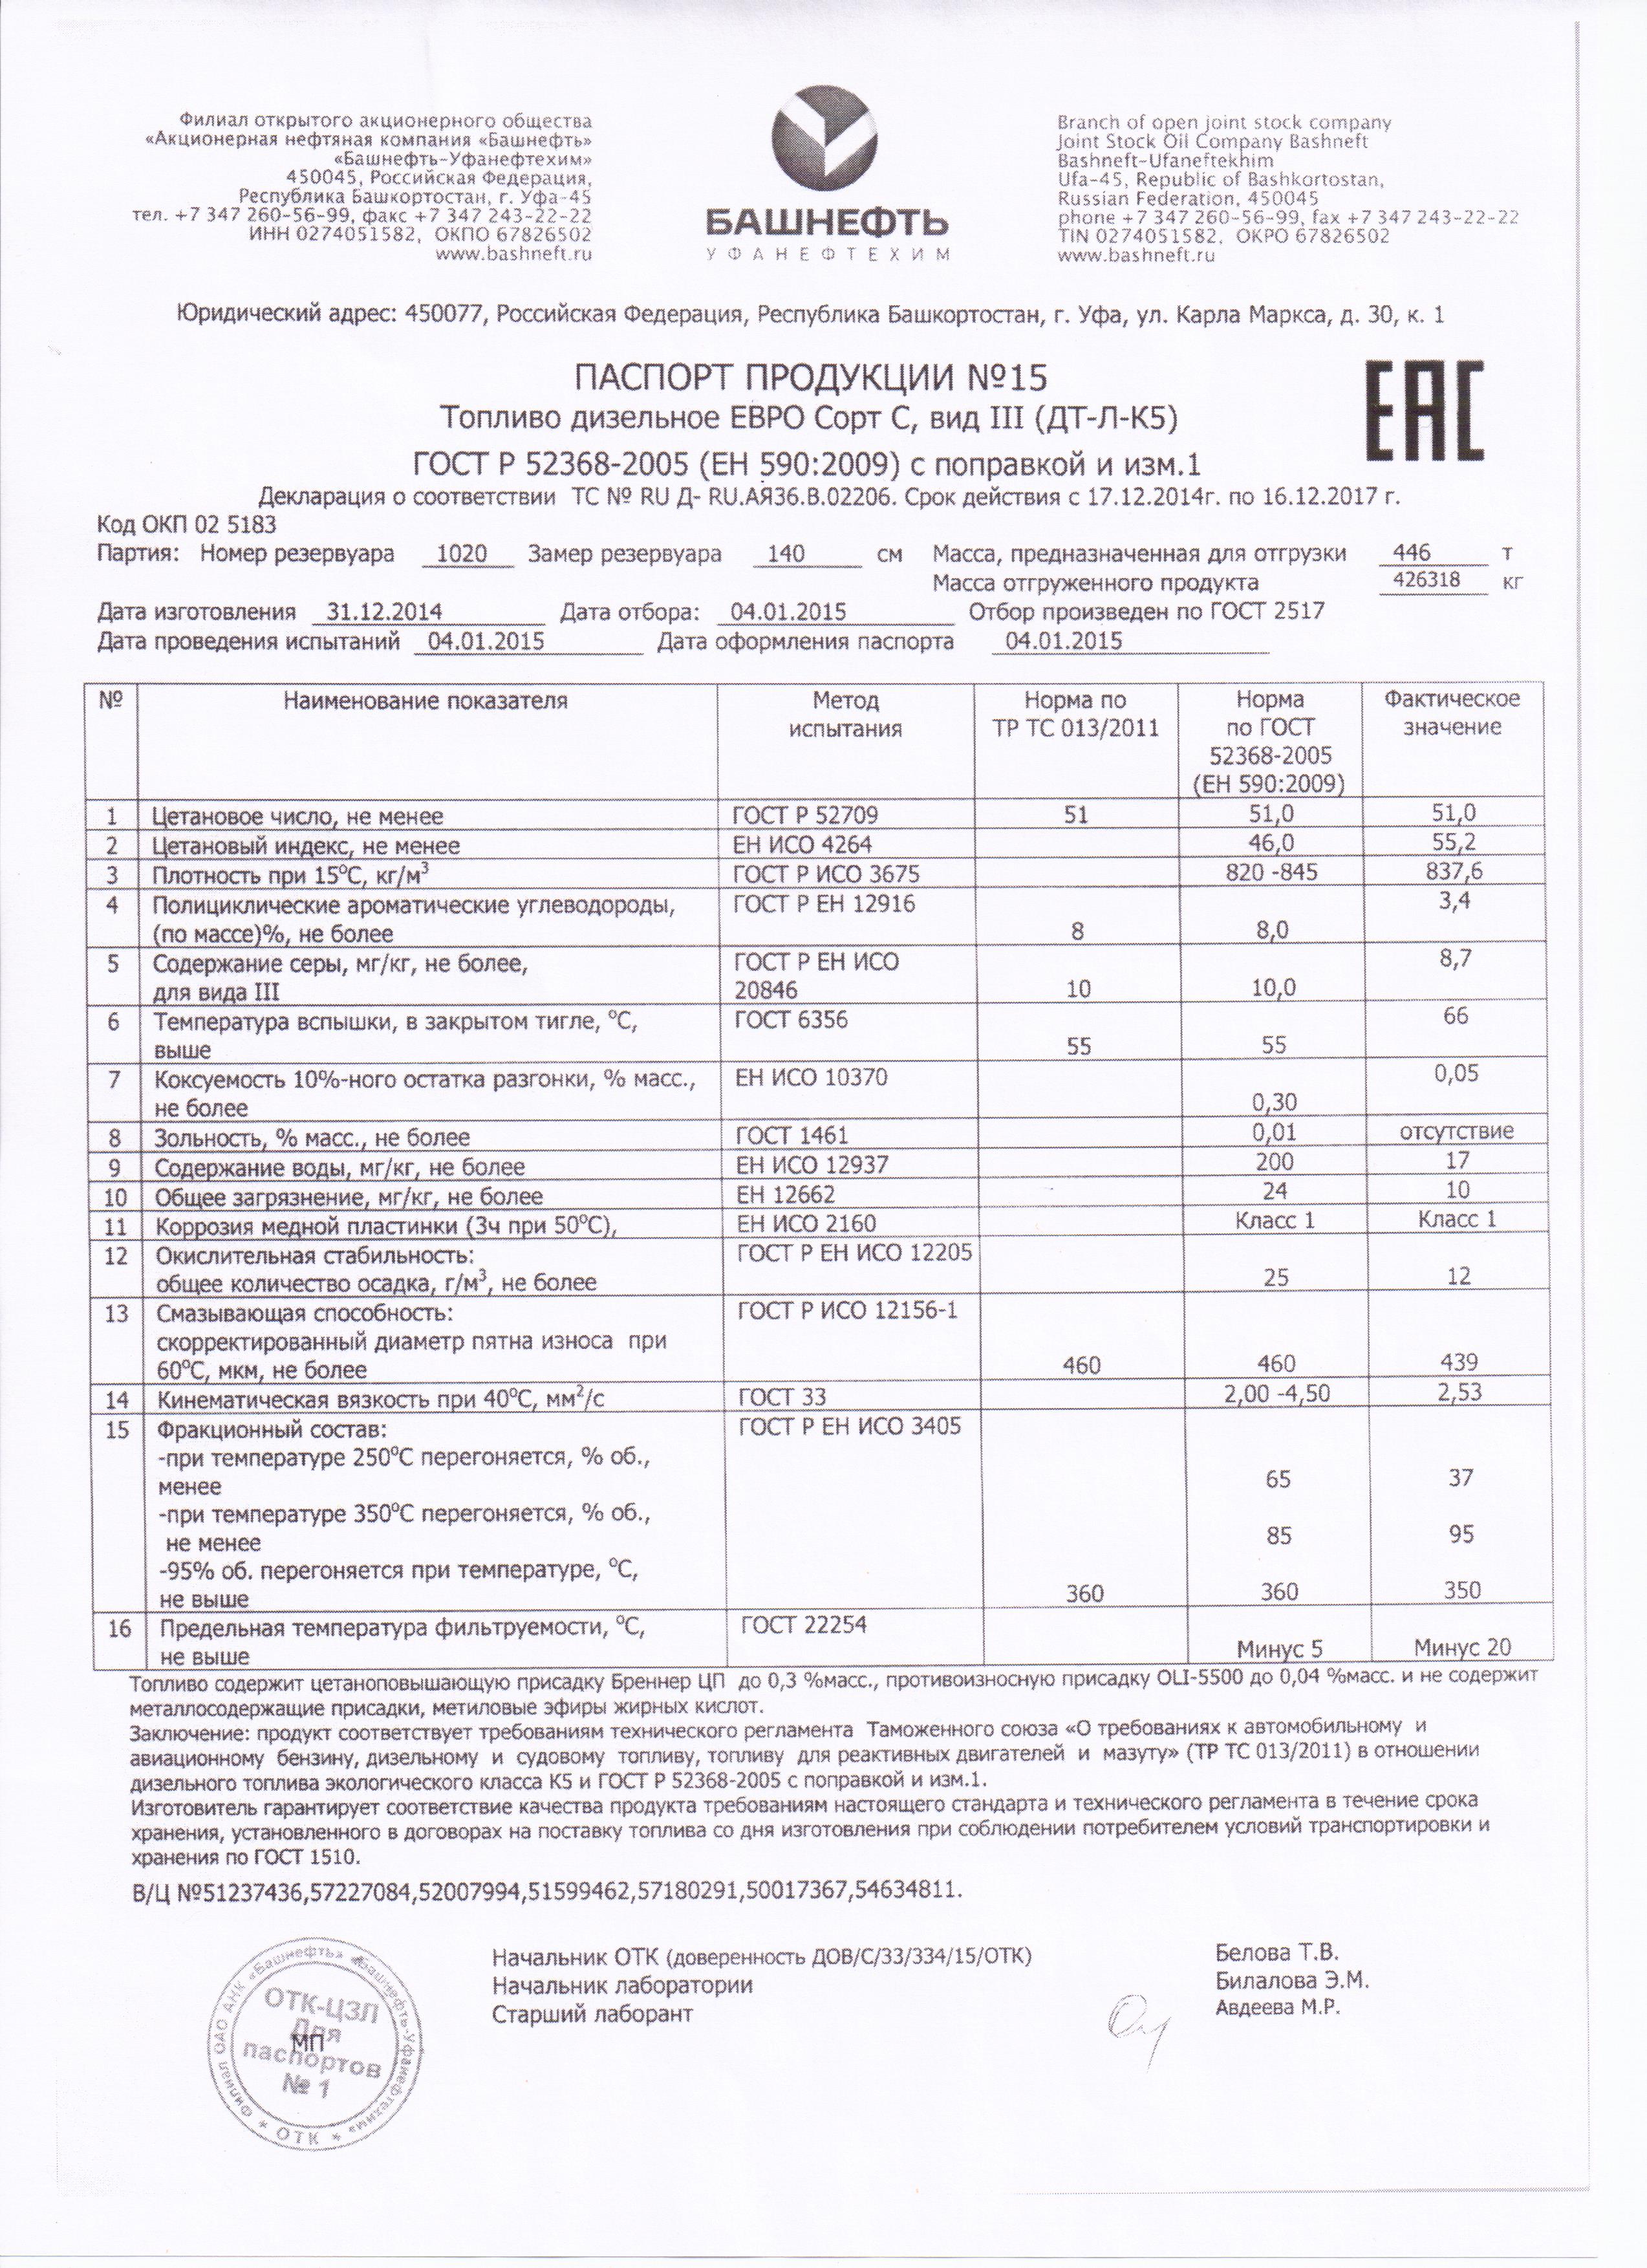 Филиал открытого акционерного общества
«Акционерная нефтяная компания «Башнефть»
«Башнефть-Уфанефтехим»
450045, Российская Федерация,
Республика Башкортостан, г. Уфа-45
тел. +7 347 260-56-99, факс +7 347 243-22-22
ИНН 0274051582, ОКПО 67826502
www.bashneft.ru
БАШНЕФТЬ
УФАНЕФТЕХИМ
Branch of open joint stock company
Joint Stock Oil Company Bashneft
Bashneft-Ufaneftekhim
Ufa-45, Republic of Bashkortostan,
Russian Federation, 450045
phone +7 347 260-56-99, fax +7 347 243-22-22
TIN 0274051582, OKPO 67826502
www.bashneft.ru
Юридический адрес: 450077, Российская Федерация, Республика Башкортостан, г. Уфа, ул. Карла Маркса, д. 30, к. 1
ПАСПОРТ ПРОДУКЦИИ №15
EAC
Топливо дизельное ЕВРО Сорт С, вид III (ДТ-Л-К5)
ГОСТ Р 52368-2005 (ЕН 590:2009) с поправкой и изм.1
Декларация о соответствии ТС № RU Д- RU.АЯ36.В.02206. Срок действия с 17.12.2014г. по 16.12.2017 г.
Код ОКП 02 5183
Партия: Номер резервуара 1020 Замер резервуара 140 см Масса, предназначенная для отгрузки 446 т
Масса отгруженного продукта 426318 кг
Дата изготовления 31.12.2014 Дата отбора: 04.01.2015 Отбор произведен по ГОСТ 2517
Дата проведения испытаний 04.01.2015 Дата оформления паспорта 04.01.2015
№ Наименование показателя Метод Норма по Норма Фактическое
испытания ТР ТС 013/2011 по ГОСТ значение
52368-2005
(ЕН 590:2009)
1 Цетановое число, не менее ГОСТ Р 52709 51 51,0 51,0
2 Цетановый индекс, не менее ЕН ИСО 4264 46,0 55,2
3 Плотность при 15°С, кг/м³ ГОСТ Р ИСО 3675 820 -845 837,6
4 Полициклические ароматические углеводороды, ГОСТ Р ЕН 12916 3,4
(по массе)%, не более 8 8,0
5 Содержание серы, мг/кг, не более, ГОСТ Р ЕН ИСО 8,7
для вида III 20846 10 10,0
6 Температура вспышки, в закрытом тигле, °С, ГОСТ 6356 66
выше 55 55
7 Коксуемость 10%-ного остатка разгонки, % масс., ЕН ИСО 10370 0,05
не более 0,30
8 Зольность, % масс., не более ГОСТ 1461 0,01 отсутствие
9 Содержание воды, мг/кг, не более ЕН ИСО 12937 200 17
10 Общее загрязнение, мг/кг, не более ЕН 12662 24 10
11 Коррозия медной пластинки (3ч при 50°С), ЕН ИСО 2160 Класс 1 Класс 1
12 Окислительная стабильность: ГОСТ Р ЕН ИСО 12205
общее количество осадка, г/м³, не более 25 12
13 Смазывающая способность: ГОСТ Р ИСО 12156-1
скорректированный диаметр пятна износа при
60°С, мкм, не более 460 460 439
14 Кинематическая вязкость при 40°С, мм²/с ГОСТ 33 2,00 -4,50 2,53
15 Фракционный состав: ГОСТ Р ЕН ИСО 3405
-при температуре 250°С перегоняется, % об.,
менее 65 37
-при температуре 350°С перегоняется, % об.,
не менее 85 95
-95% об. перегоняется при температуре, °С,
не выше 360 360 350
16 Предельная температура фильтруемости, °С, ГОСТ 22254
не выше Минус 5 Минус 20
Топливо содержит цетаноповышающую присадку Бреннер ЦП до 0,3 %масс., противоизносную присадку OLI-5500 до 0,04 %масс. и не содержит
металлосодержащие присадки, метиловые эфиры жирных кислот.
Заключение: продукт соответствует требованиям технического регламента Таможенного союза «О требованиях к автомобильному и
авиационному бензину, дизельному и судовому топливу, топливу для реактивных двигателей и мазуту» (ТР ТС 013/2011) в отношении
дизельного топлива экологического класса К5 и ГОСТ Р 52368-2005 с поправкой и изм.1.
Изготовитель гарантирует соответствие качества продукта требованиям настоящего стандарта и технического регламента в течение срока
хранения, установленного в договорах на поставку топлива со дня изготовления при соблюдении потребителем условий транспортировки и
хранения по ГОСТ 1510.
В/Ц №51237436,57227084,52007994,51599462,57180291,50017367,54634811.
Начальник ОТК (доверенность ДОВ/С/33/334/15/ОТК) Белова Т.В.
Начальник лаборатории Билалова Э.М.
Старший лаборант Авдеева М.Р.
Филиал ОАО АНК «Башнефть» «Башнефть-Уфанефтехим»
ОТК-ЦЗЛ
Для
МП
паспортов
№ 1
* ОТК *